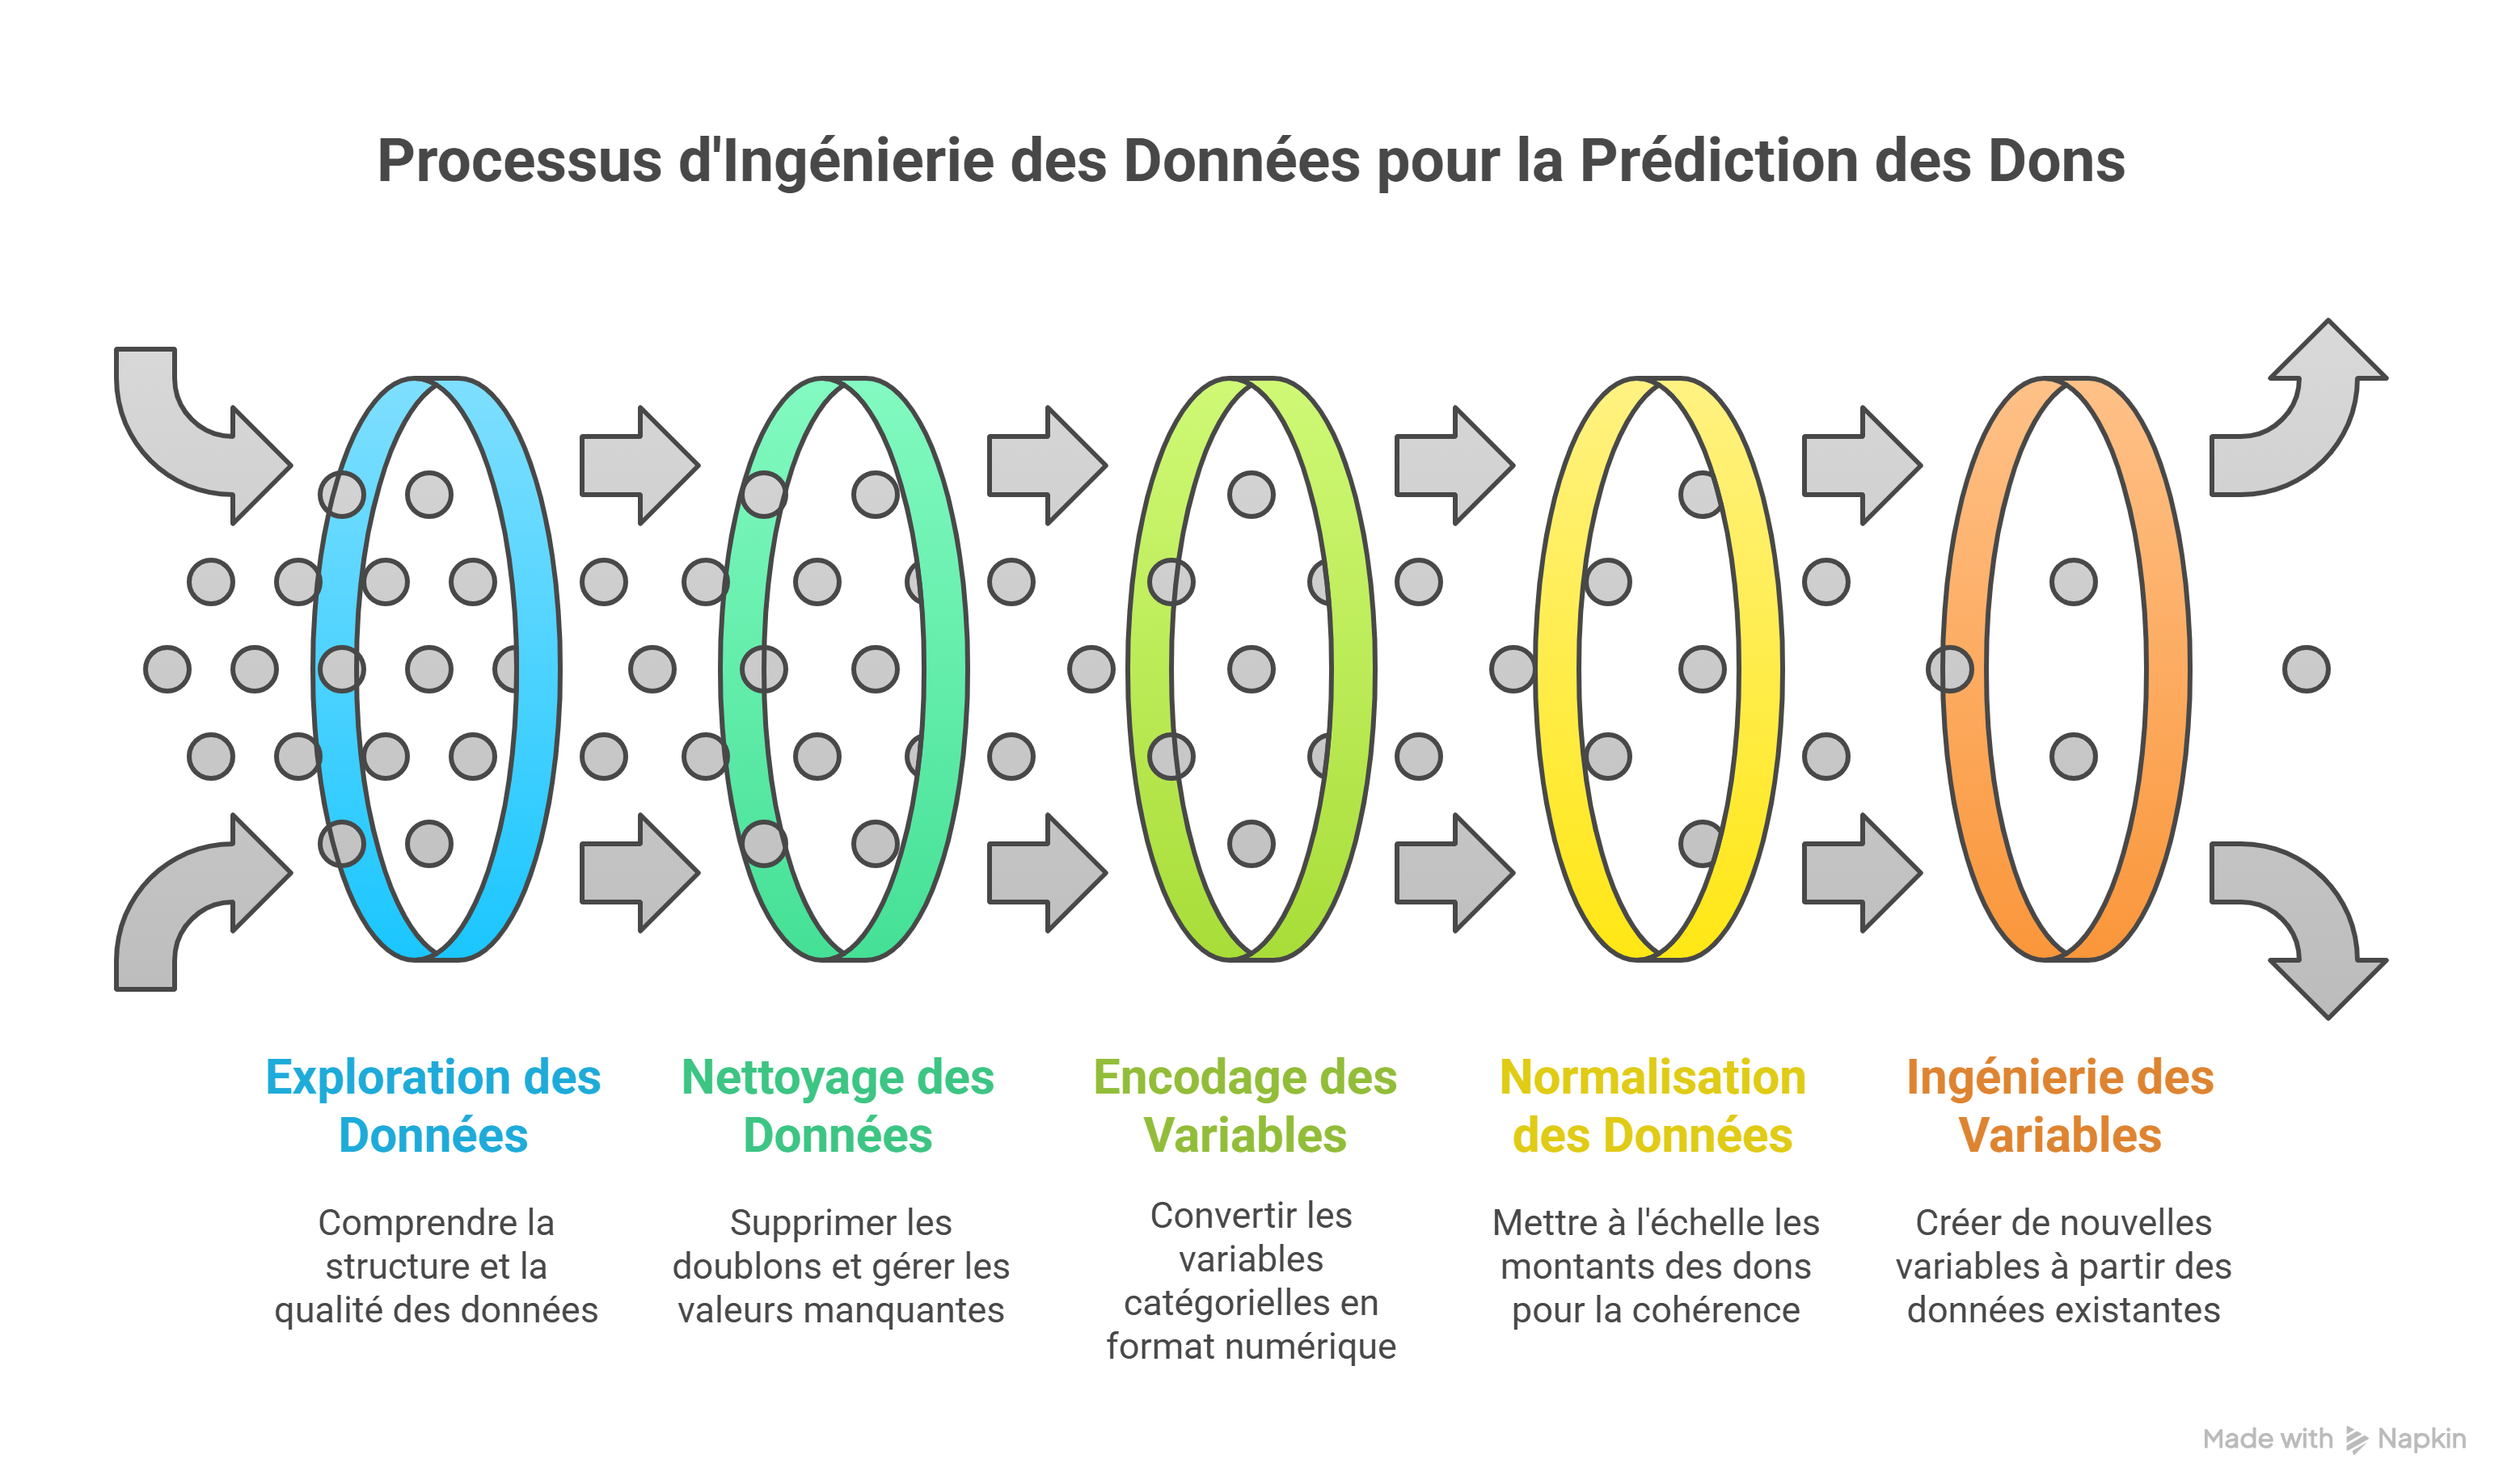 Processus d'Ingénierie des Données pour la Prédiction des Dons
Exploration des
Données
Comprendre la
structure et la
qualité des données
Nettoyage des
Données
Supprimer les
doublons et gérer les
valeurs manquantes
Encodage des
Variables
Convertir les
variables
catégorielles en
format numérique
Normalisation
des Données
Mettre à l'échelle les
montants des dons
pour la cohérence
Ingénierie des
Variables
Créer de nouvelles
variables à partir des
données existantes
Made with Napkin